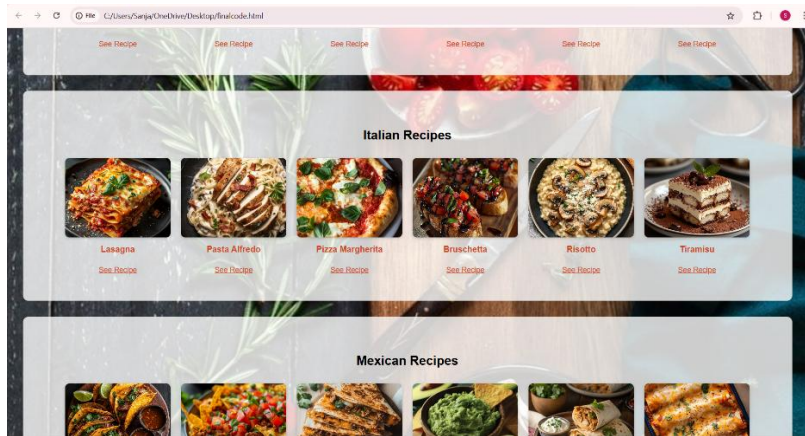 File C:/Users/Sanja/OneDrive/Desktop/finalcode.html
S
See Recipe See Recipe See Recipe See Recipe See Recipe See Recipe
Italian Recipes
Lasagna Pasta Alfredo Pizza Margherita Bruschetta Risotto Tiramisu
See Recipe See Recipe See Recipe See Recipe See Recipe See Recipe
Mexican Recipes